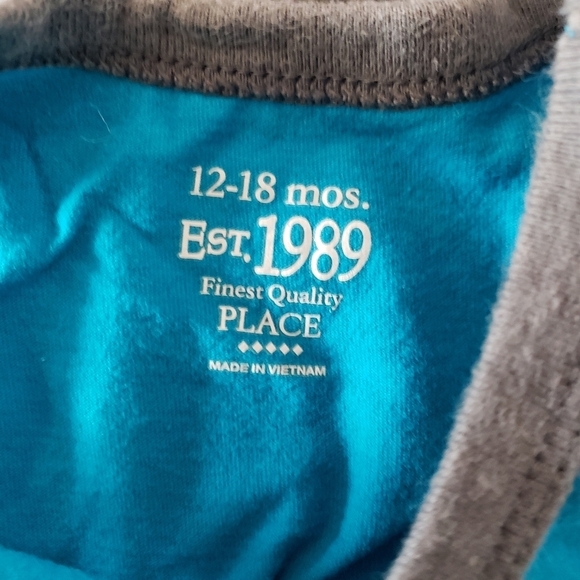 12-18 mos.
EST. 1989
Finest Quality
PLACE
MADE IN VIETNAM